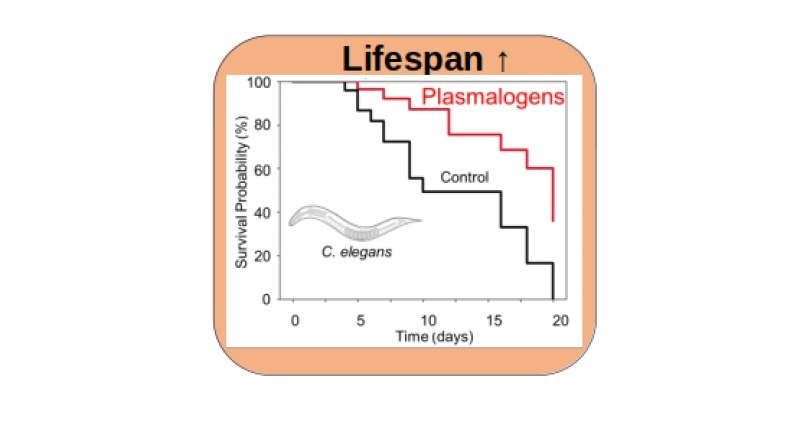 Lifespan ↑
Plasmalogens
Control
C. elegans
Survival Probability (%)
100
80
60
40
20
0
0 5 10 15 20
Time (days)